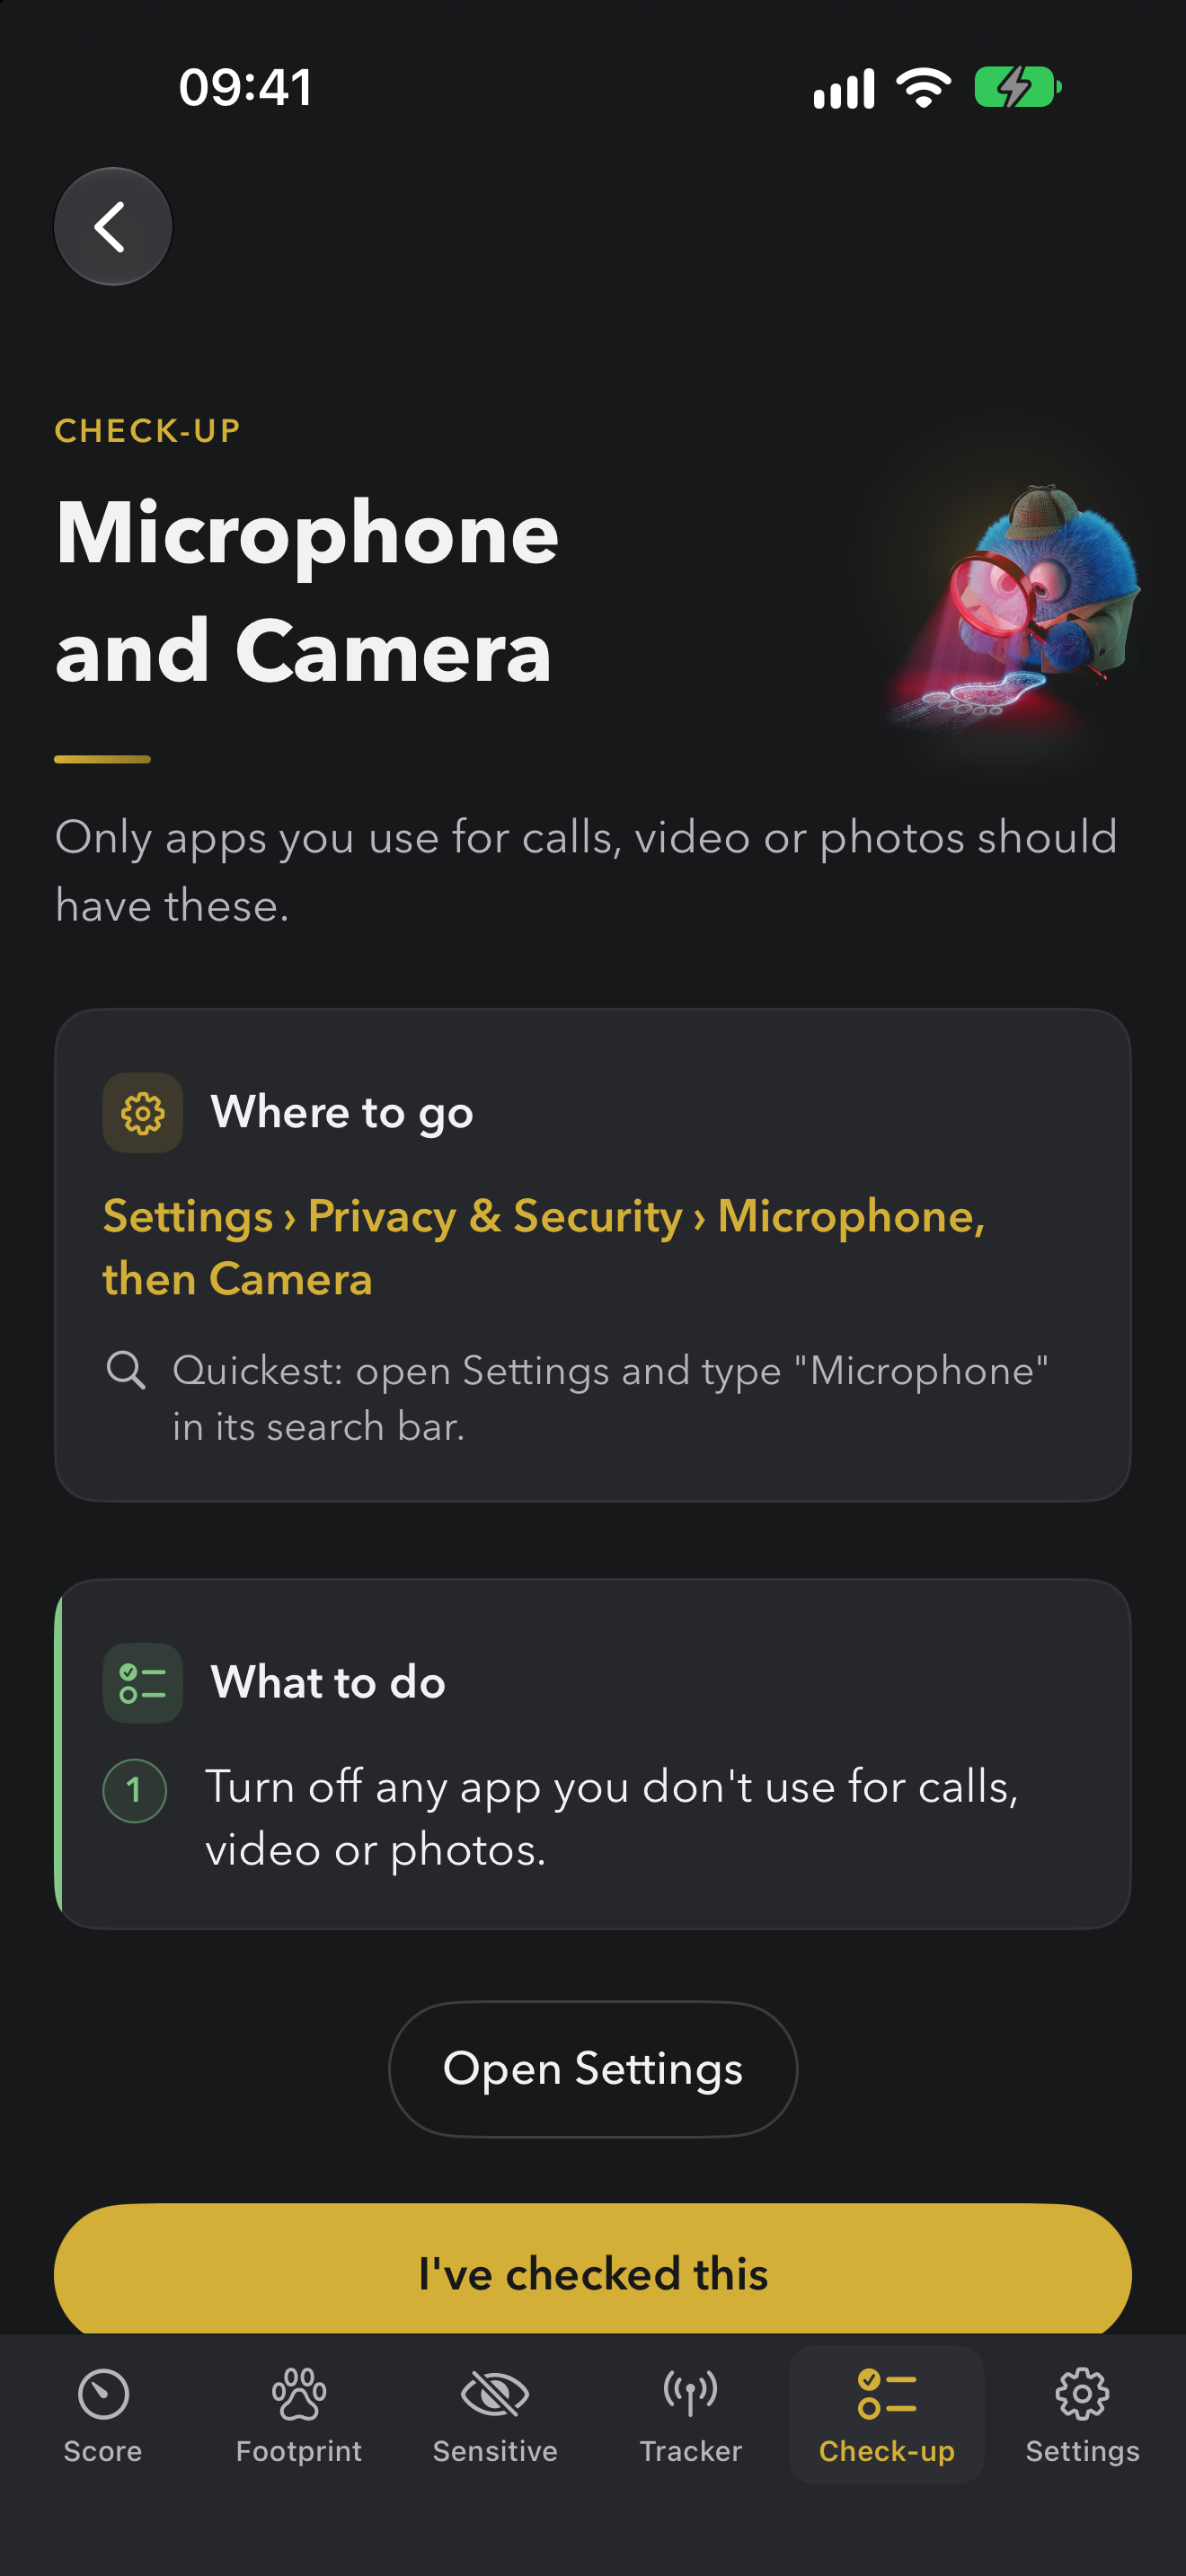 09:41
CHECK-UP
Microphone
and Camera
Only apps you use for calls, video or photos should
have these.
Where to go
Settings › Privacy & Security › Microphone,
then Camera
Quickest: open Settings and type "Microphone"
in its search bar.
What to do
1 Turn off any app you don't use for calls,
video or photos.
Open Settings
I've checked this
Score Footprint Sensitive Tracker Check-up Settings